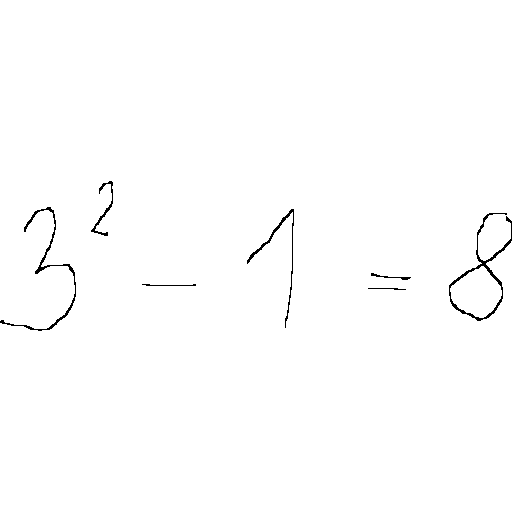 3² − 1 = 8